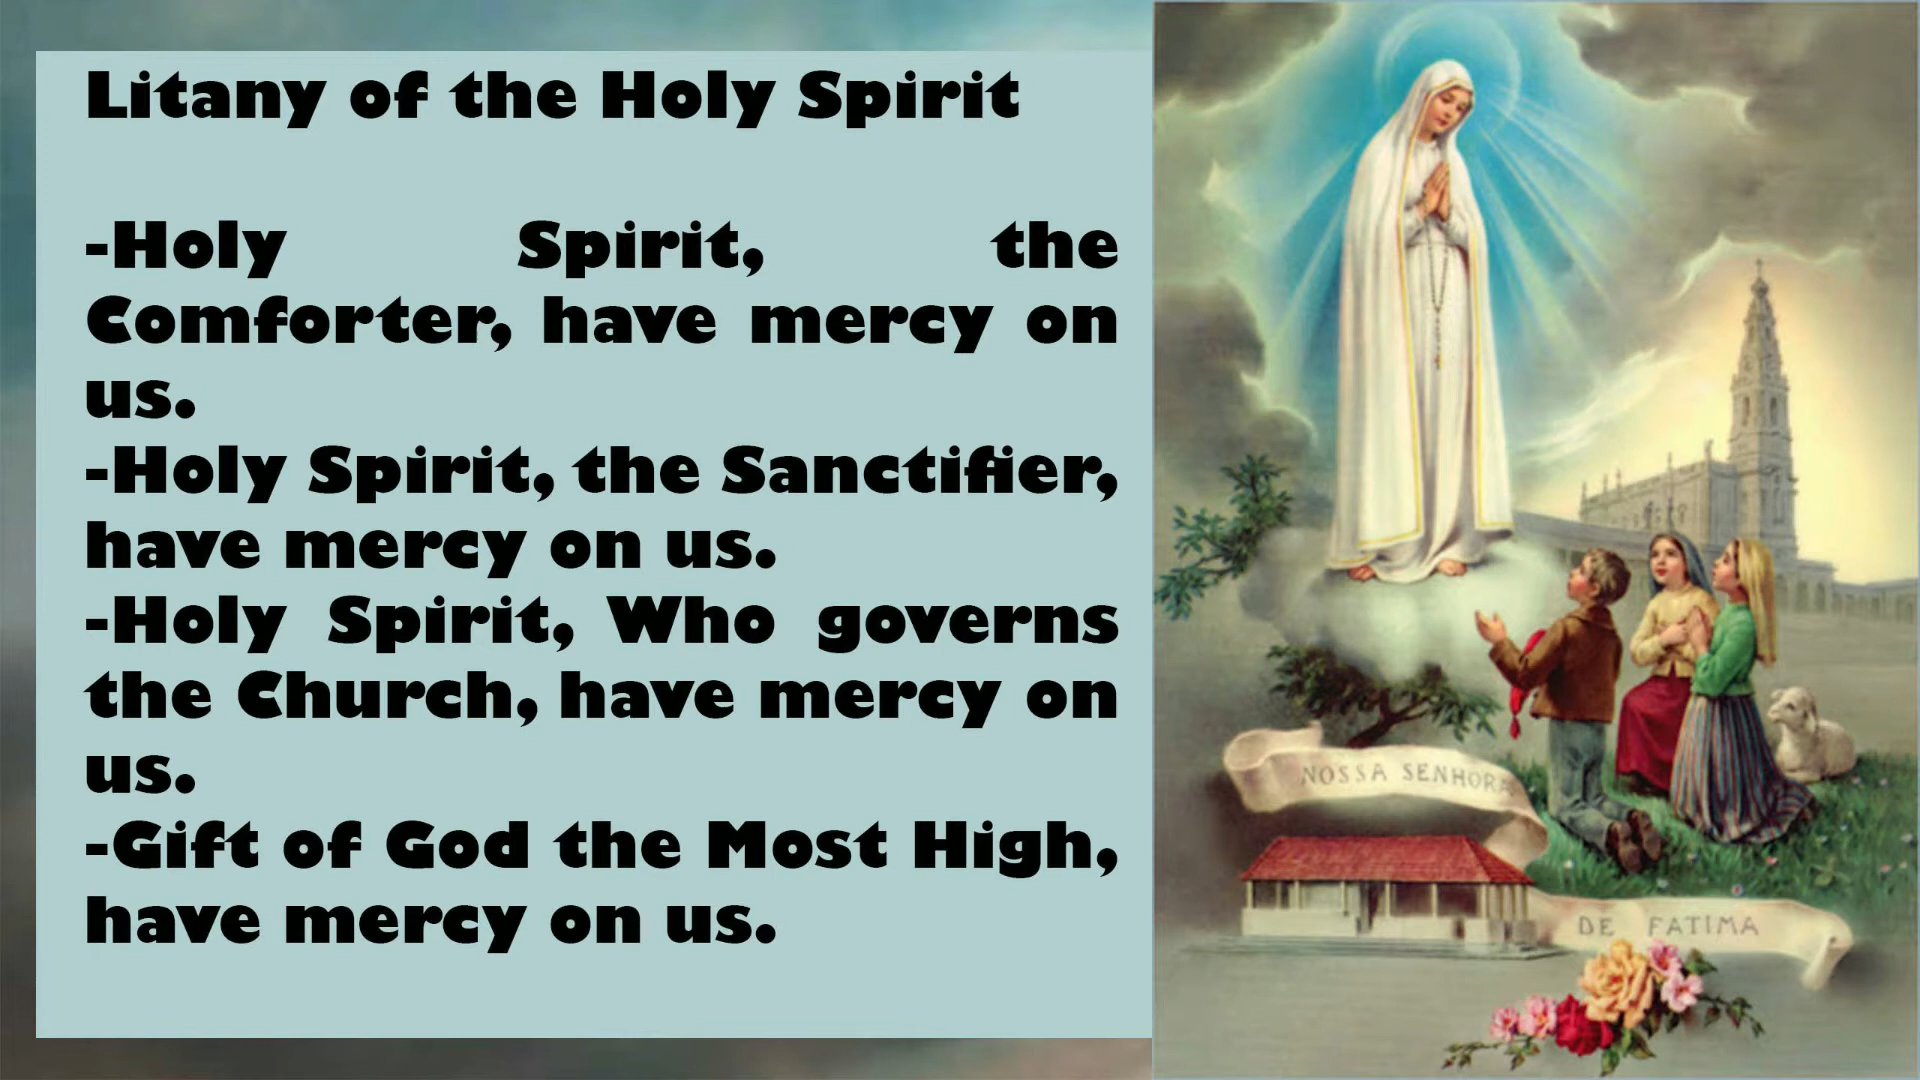 Litany of the Holy Spirit
-Holy Spirit, the
Comforter, have mercy on
us.
-Holy Spirit, the Sanctifier,
have mercy on us.
-Holy Spirit, Who governs
the Church, have mercy on
us.
-Gift of God the Most High,
have mercy on us.
NOSSA SENHORA
DE FATIMA